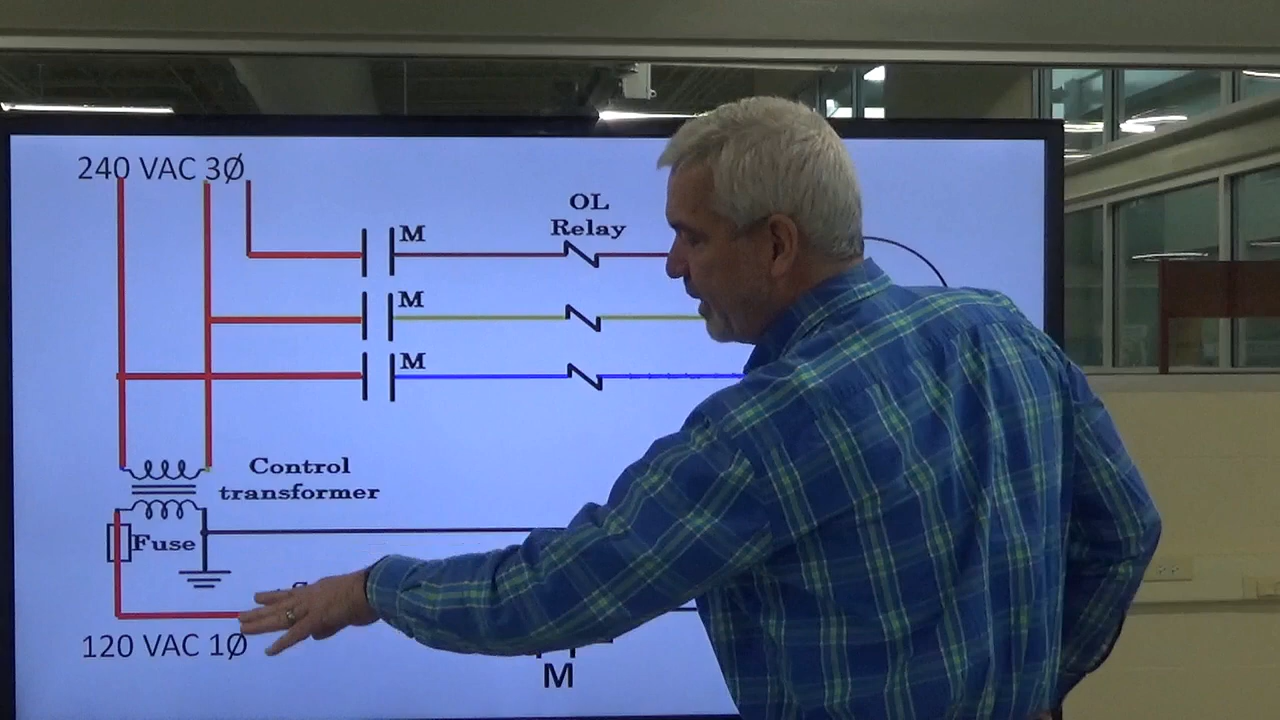 240 VAC 3Ø
OL
Relay
M
M
M
Control
transformer
Fuse
120 VAC 1Ø
M